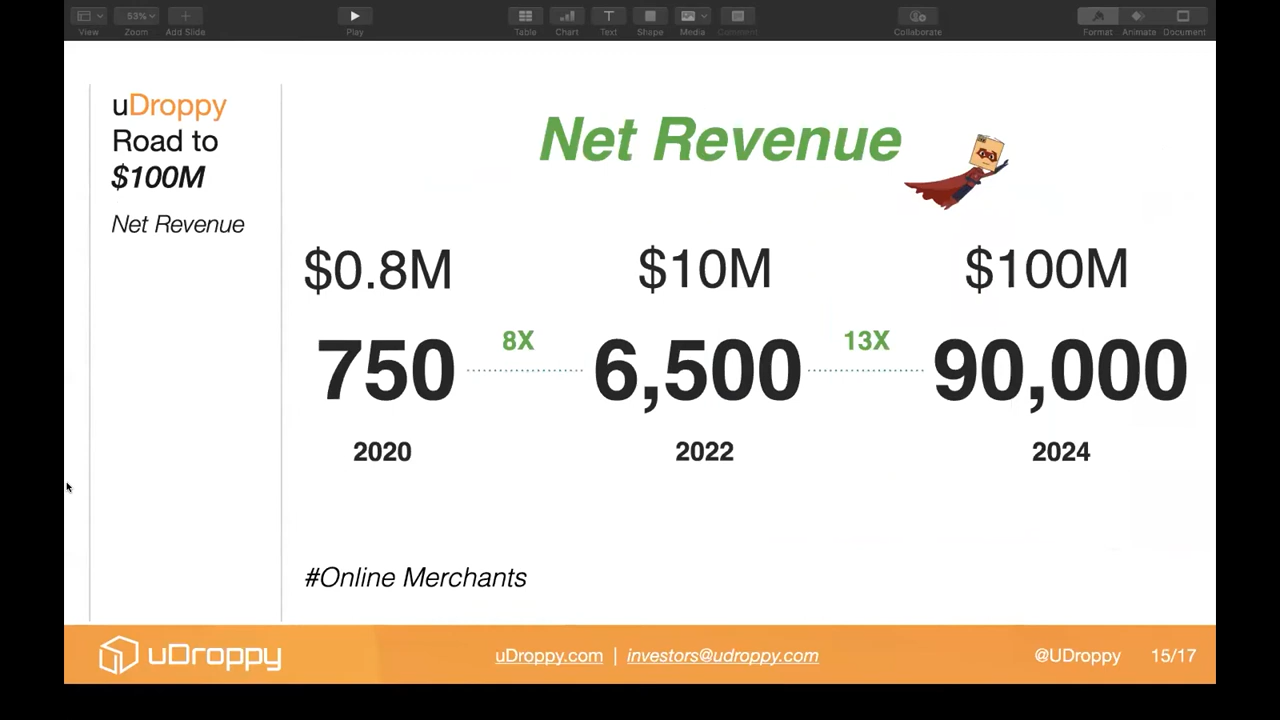 53%
View Zoom Add Slide Play Table Chart Text Shape Media Comment Collaborate Format Animate Document
uDroppy
Road to
$100M
Net Revenue
Net Revenue
$0.8M $10M $100M
8X 13X
750 6,500 90,000
2020 2022 2024
#Online Merchants
uDroppy uDroppy.com | investors@udroppy.com @UDroppy 15/17